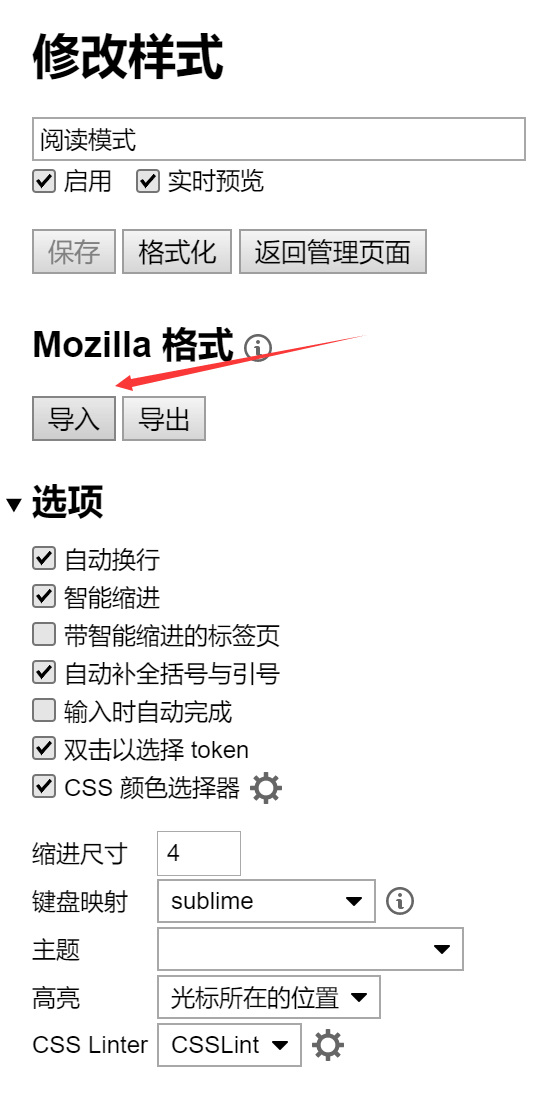 修改样式
阅读模式
启用 实时预览
保存 格式化 返回管理页面
Mozilla 格式
导入 导出
选项
自动换行
智能缩进
带智能缩进的标签页
自动补全括号与引号
输入时自动完成
双击以选择 token
CSS 颜色选择器
缩进尺寸 4
键盘映射 sublime
主题
高亮 光标所在的位置
CSS Linter CSSLint